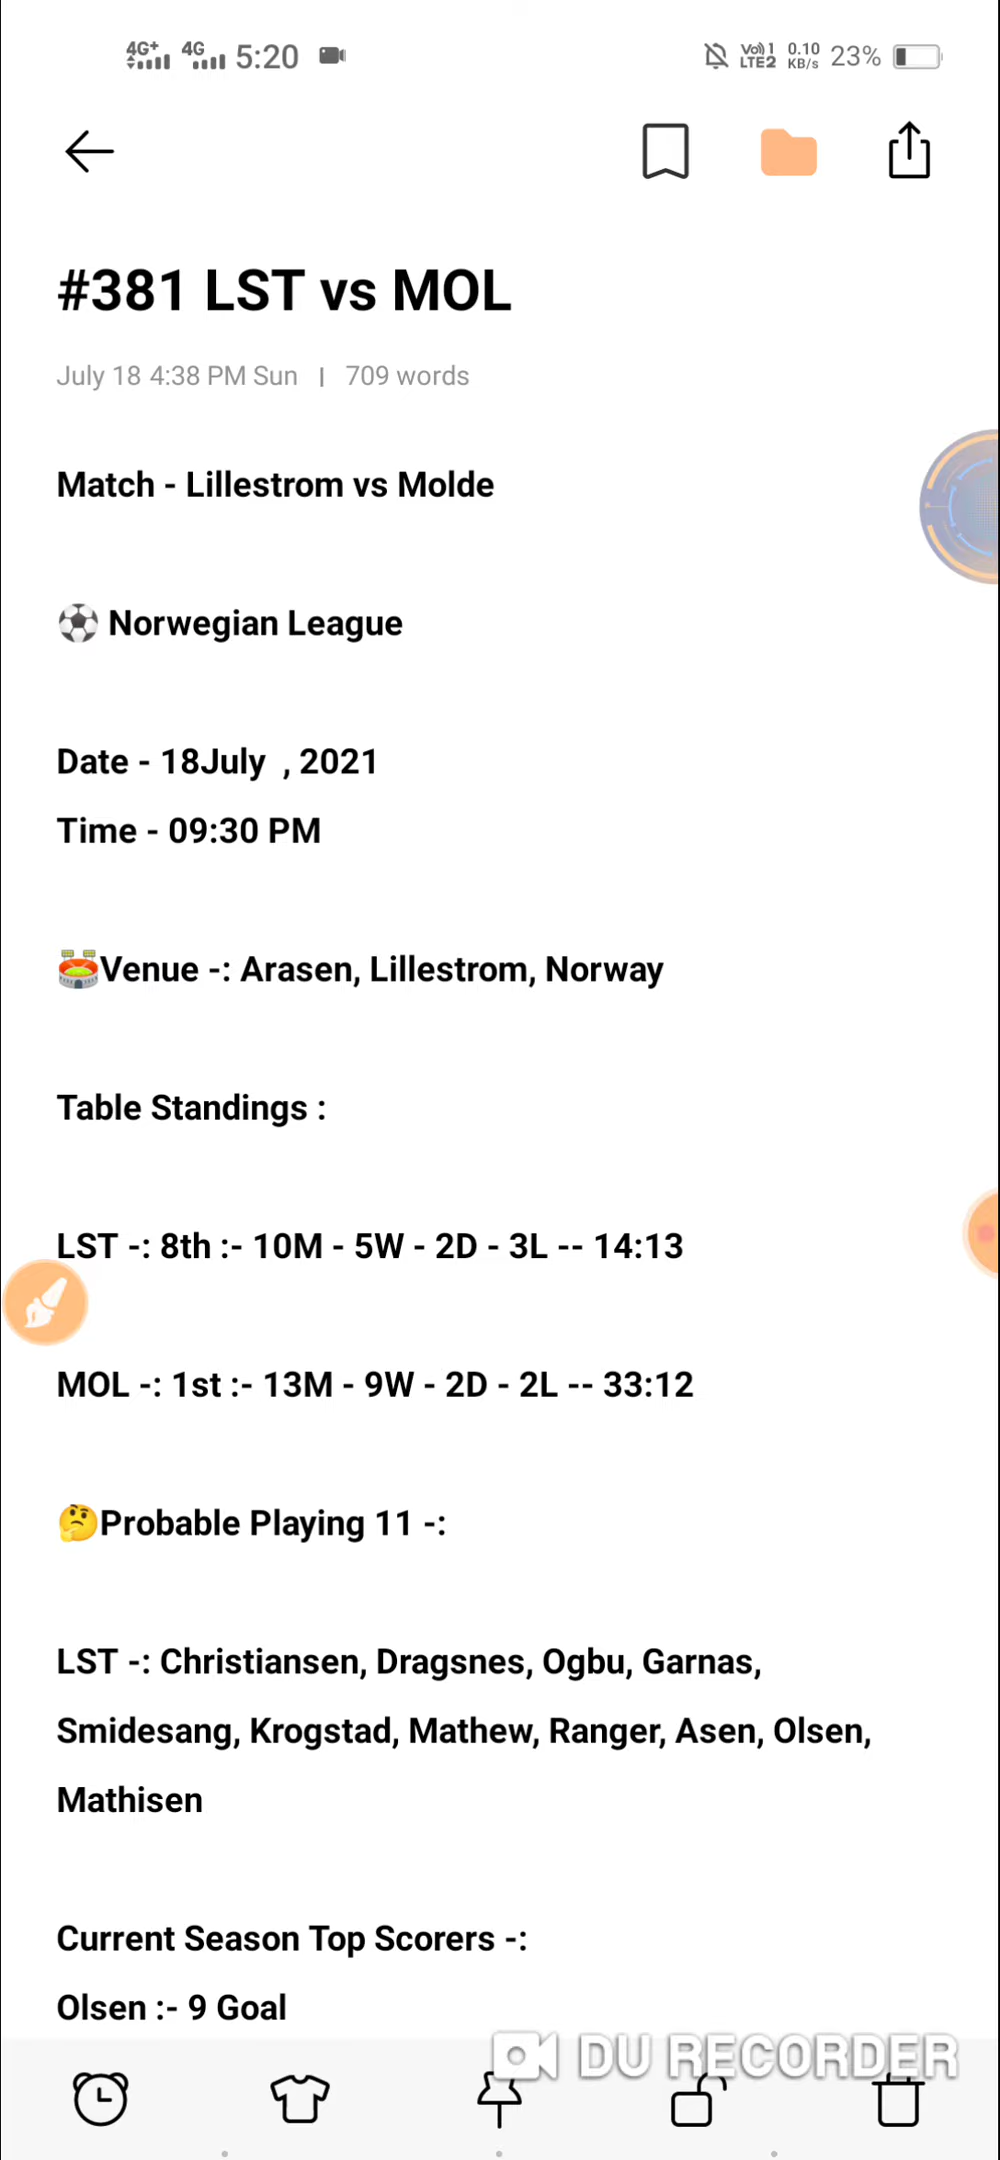 4G+ 4G 5:20 Vo)) 1 LTE2 0.10 KB/s 23%
#381 LST vs MOL
July 18 4:38 PM Sun | 709 words
Match - Lillestrom vs Molde
⚽ Norwegian League
Date - 18July , 2021
Time - 09:30 PM
🏟️Venue -: Arasen, Lillestrom, Norway
Table Standings :
LST -: 8th :- 10M - 5W - 2D - 3L -- 14:13
MOL -: 1st :- 13M - 9W - 2D - 2L -- 33:12
🤔Probable Playing 11 -:
LST -: Christiansen, Dragsnes, Ogbu, Garnas,
Smidesang, Krogstad, Mathew, Ranger, Asen, Olsen,
Mathisen
Current Season Top Scorers -:
Olsen :- 9 Goal
DU RECORDER